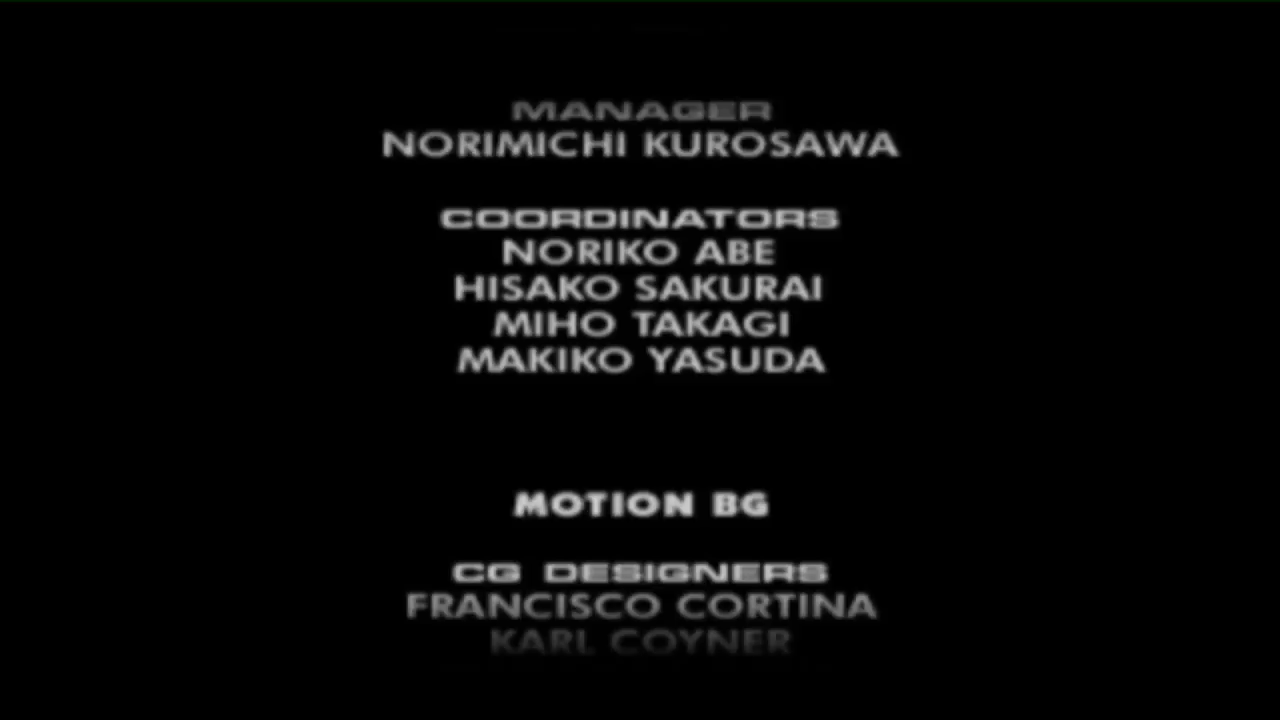 MANAGER
NORIMICHI KUROSAWA
COORDINATORS
NORIKO ABE
HISAKO SAKURAI
MIHO TAKAGI
MAKIKO YASUDA
MOTION BG
CG DESIGNERS
FRANCISCO CORTINA
KARL COYNER